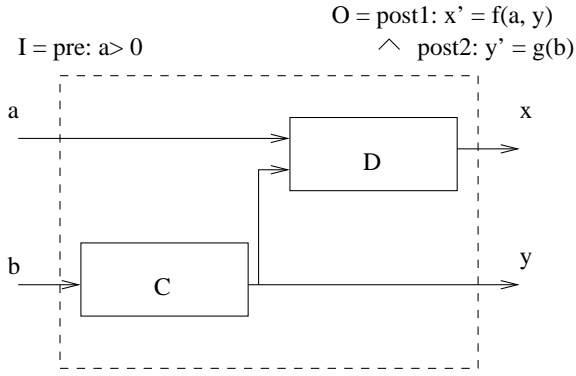 O = post1: x' = f(a, y)
I = pre: a> 0
^ post2: y' = g(b)
a
x
D
b
y
C